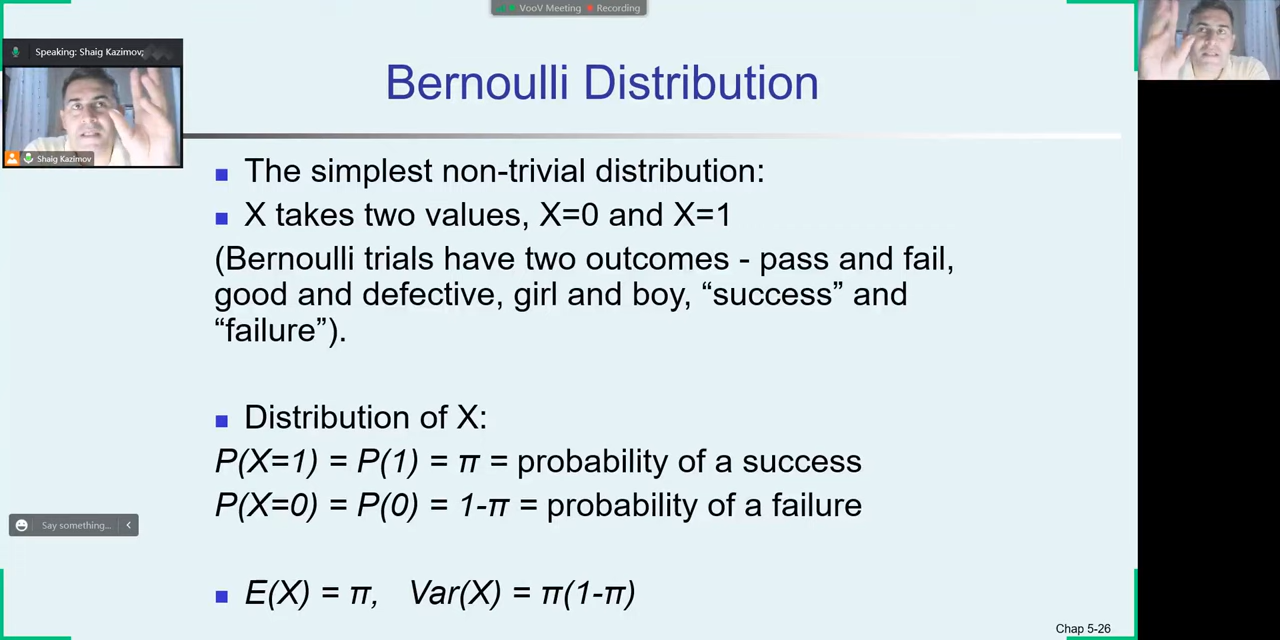 VooV Meeting Recording
Speaking: Shaig Kazimov;
Shaig Kazimov
Bernoulli Distribution
The simplest non-trivial distribution:
X takes two values, X=0 and X=1
(Bernoulli trials have two outcomes - pass and fail,
good and defective, girl and boy, “success” and
“failure”).
Distribution of X:
P(X=1) = P(1) = π = probability of a success
P(X=0) = P(0) = 1-π = probability of a failure
Say something...
E(X) = π, Var(X) = π(1-π)
Chap 5-26